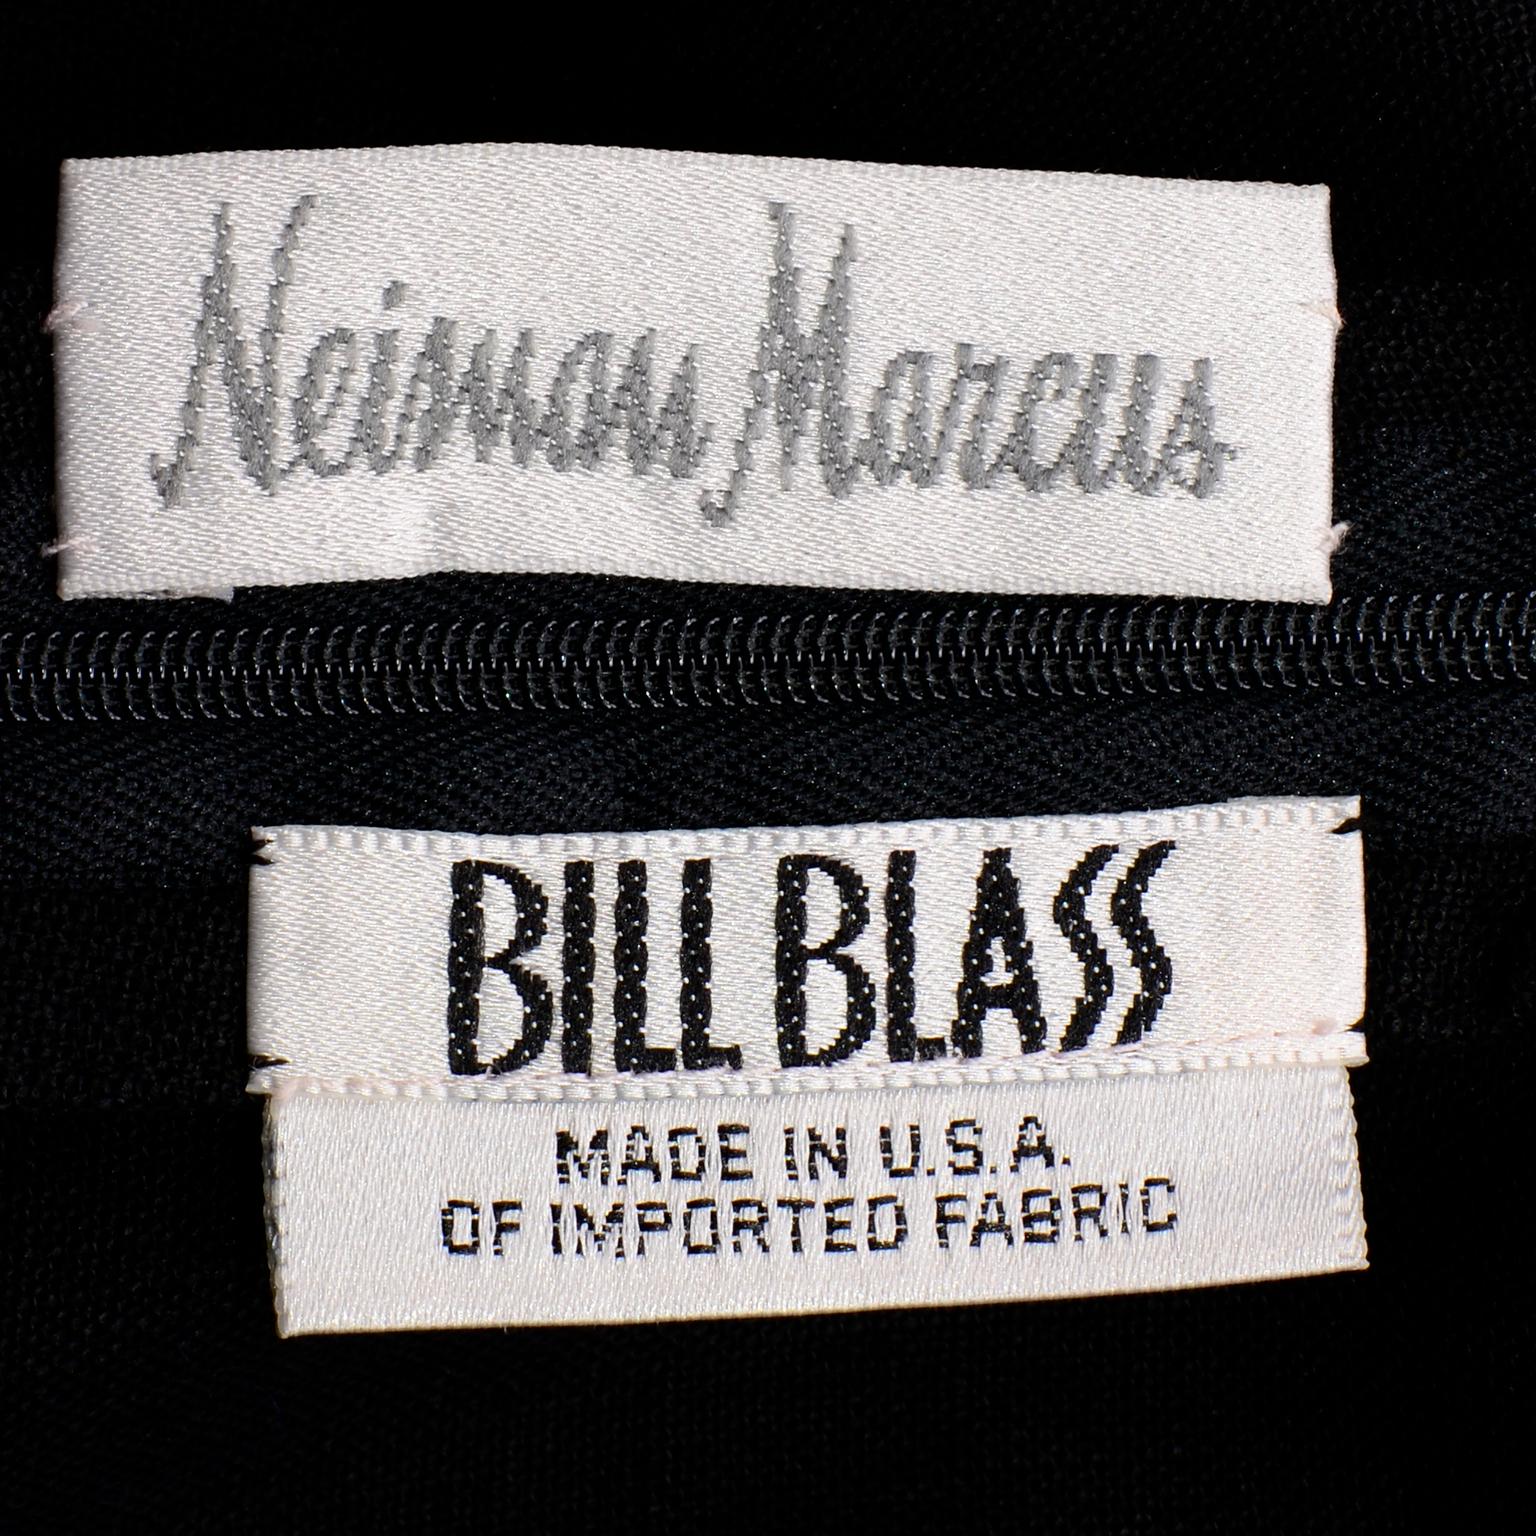 Neiman Marcus
BILL BLASS
MADE IN U.S.A.
OF IMPORTED FABRIC